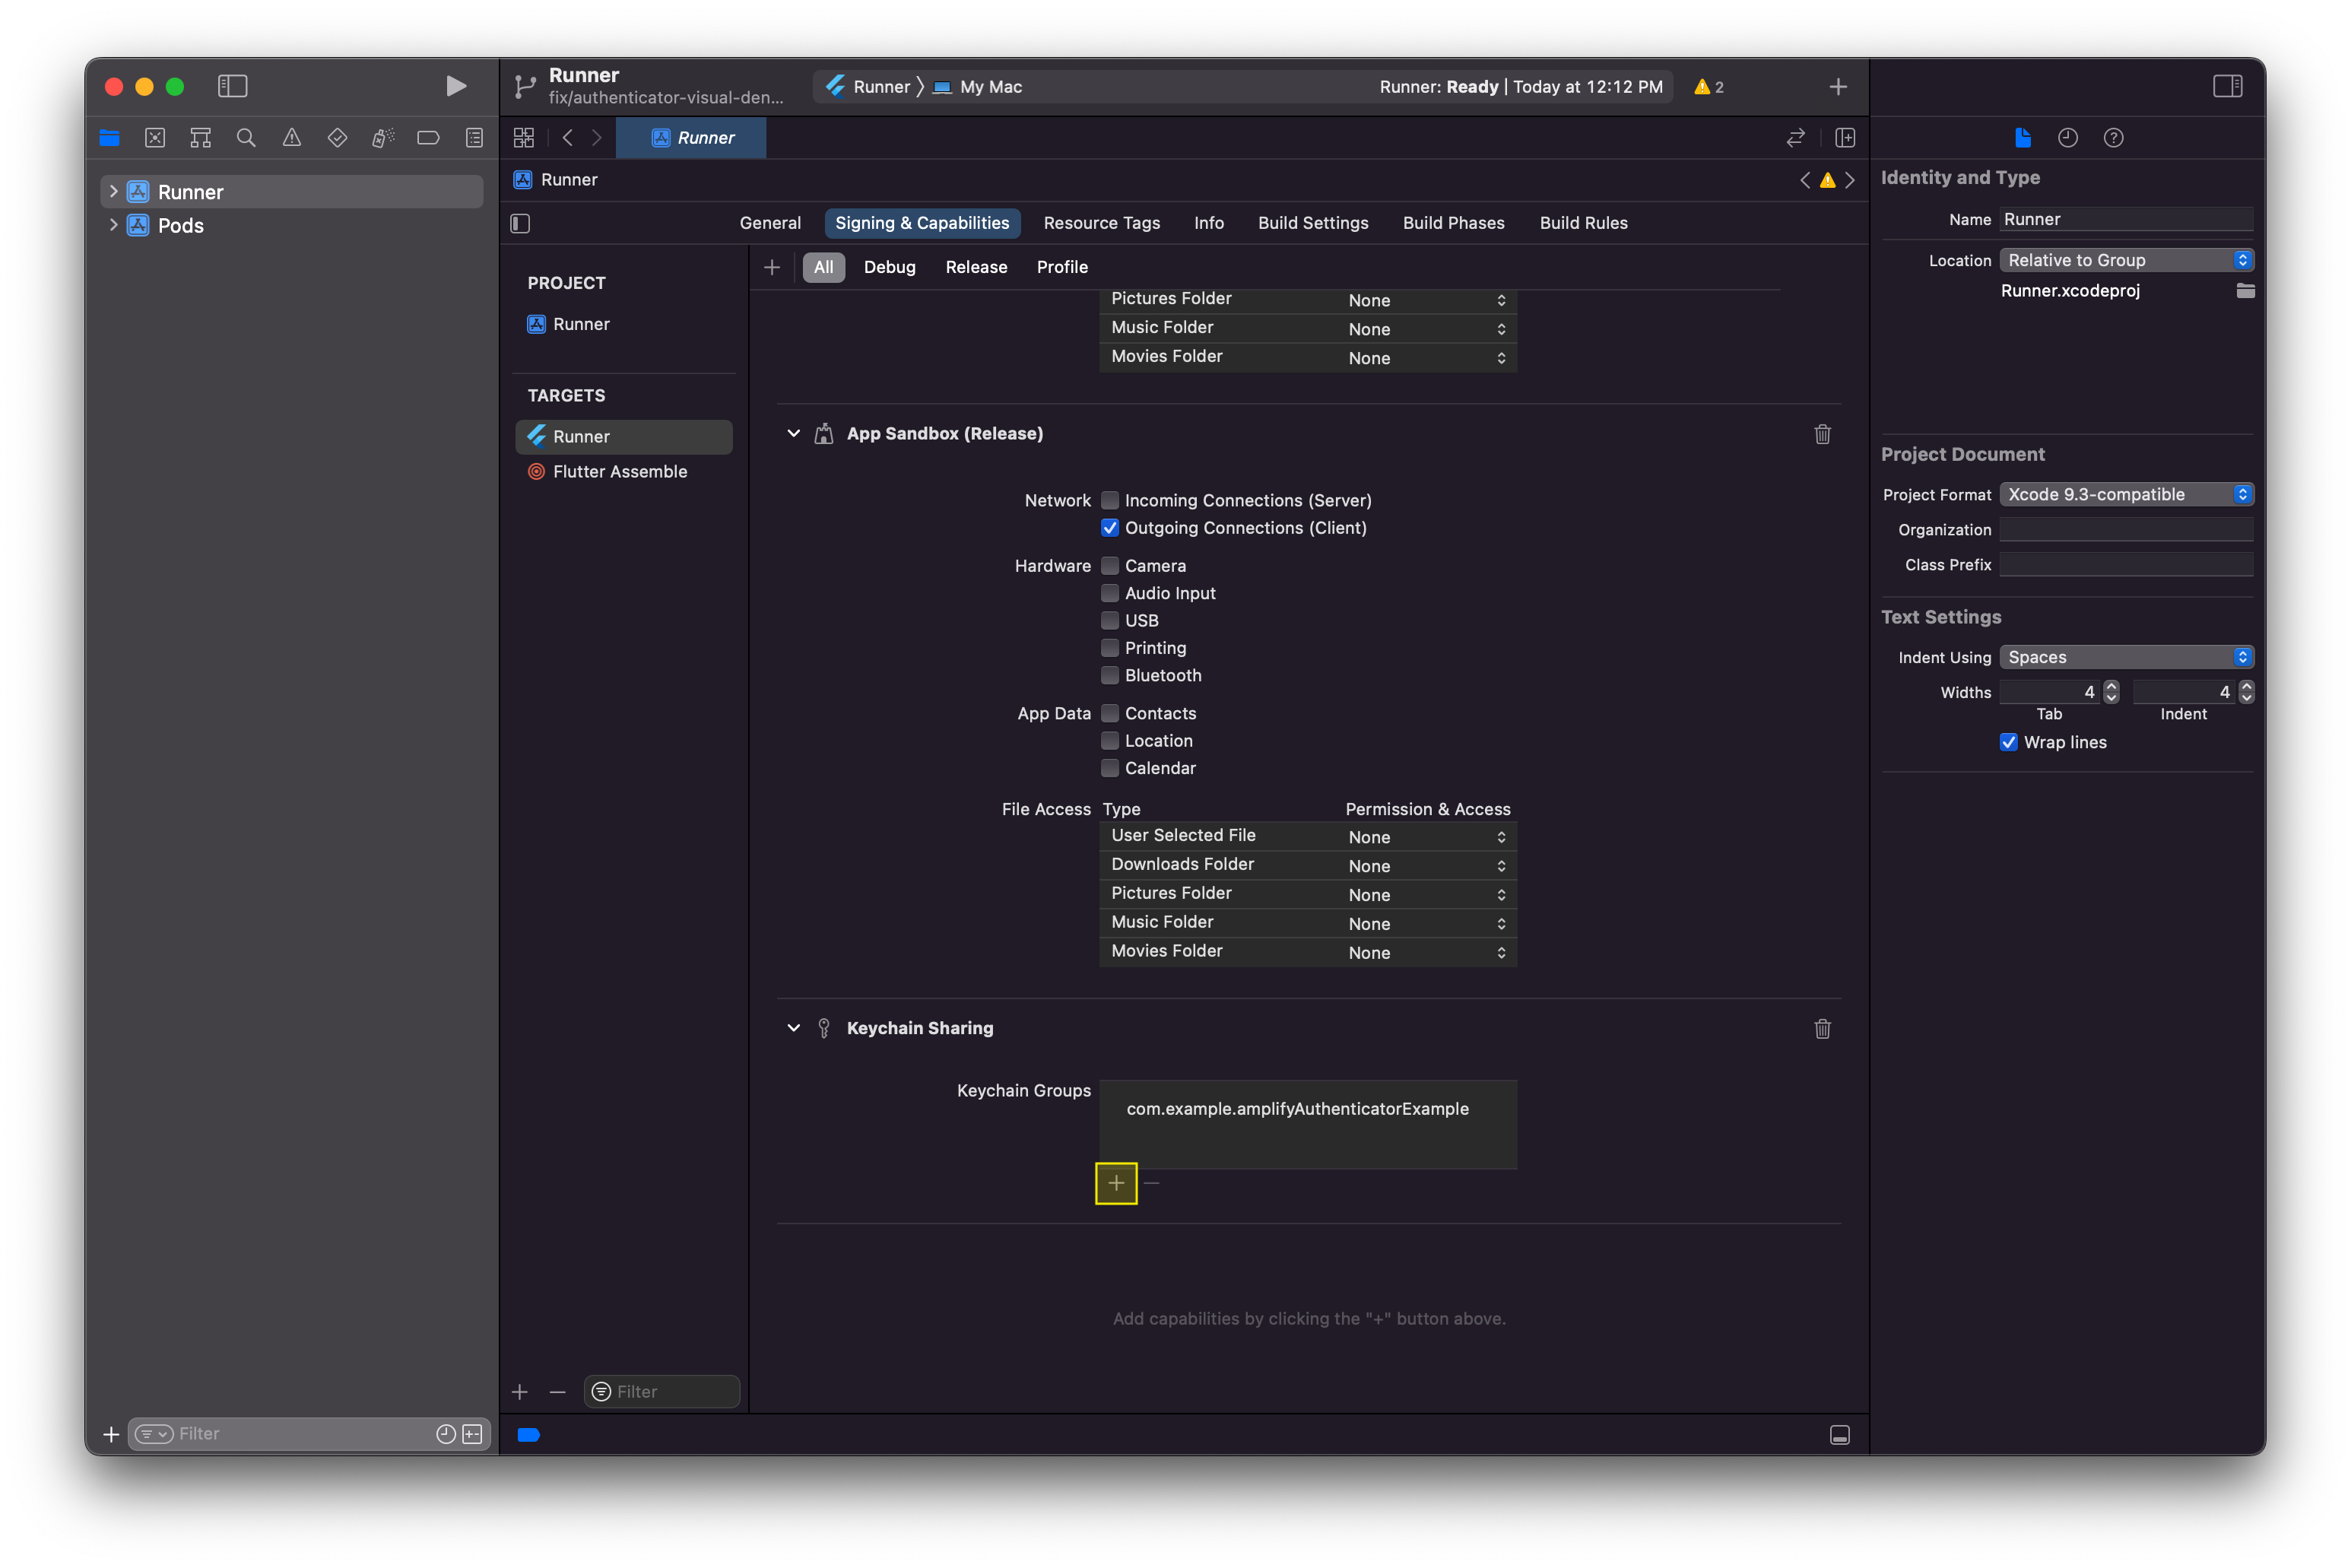 Runner
fix/authenticator-visual-den...
Runner My Mac
Runner: Ready | Today at 12:12 PM
2
Runner
Runner
Pods
Runner
General Signing & Capabilities Resource Tags Info Build Settings Build Phases Build Rules
PROJECT
Runner
TARGETS
Runner
Flutter Assemble
All Debug Release Profile
Pictures Folder None
Music Folder None
Movies Folder None
App Sandbox (Release)
Network Incoming Connections (Server)
Outgoing Connections (Client)
Hardware Camera
Audio Input
USB
Printing
Bluetooth
App Data Contacts
Location
Calendar
File Access Type Permission & Access
User Selected File None
Downloads Folder None
Pictures Folder None
Music Folder None
Movies Folder None
Keychain Sharing
Keychain Groups com.example.amplifyAuthenticatorExample
Add capabilities by clicking the "+" button above.
Filter
Filter
Identity and Type
Name Runner
Location Relative to Group
Runner.xcodeproj
Project Document
Project Format Xcode 9.3-compatible
Organization
Class Prefix
Text Settings
Indent Using Spaces
Widths 4 4
Tab Indent
Wrap lines